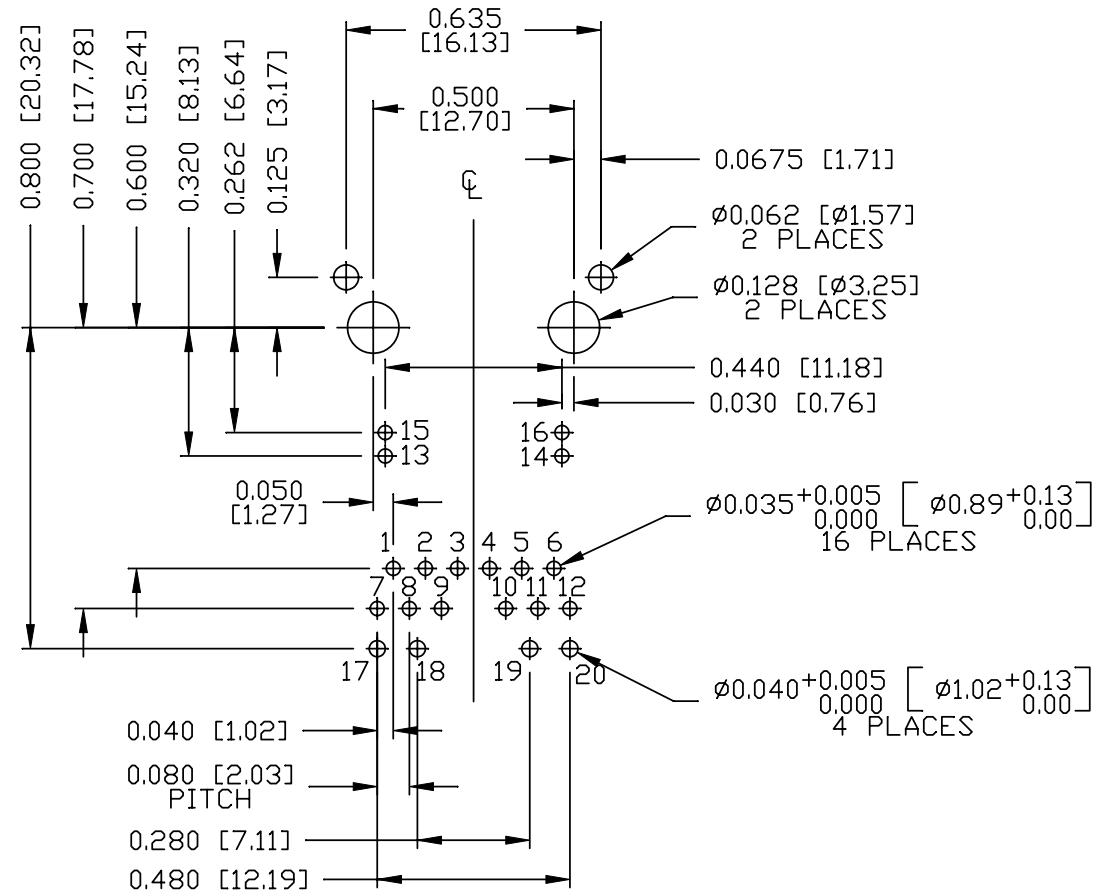 0.635
[16.13]
0.500
[12.70]
0.800 [20.32]
0.700 [17.78]
0.600 [15.24]
0.320 [8.13]
0.262 [6.64]
0.125 [3.17]
℄
0.0675 [1.71]
Ø0.062 [Ø1.57]
2 PLACES
Ø0.128 [Ø3.25]
2 PLACES
0.440 [11.18]
0.030 [0.76]
15
16
13
14
0.050
[1.27]
Ø0.035 +0.005 [ Ø0.89 +0.13 ]
0.000 0.00
16 PLACES
1 2 3 4 5 6
7 8 9 10 11 12
17 18 19 20
Ø0.040 +0.005 [ Ø1.02 +0.13 ]
0.000 0.00
4 PLACES
0.040 [1.02]
0.080 [2.03]
PITCH
0.280 [7.11]
0.480 [12.19]